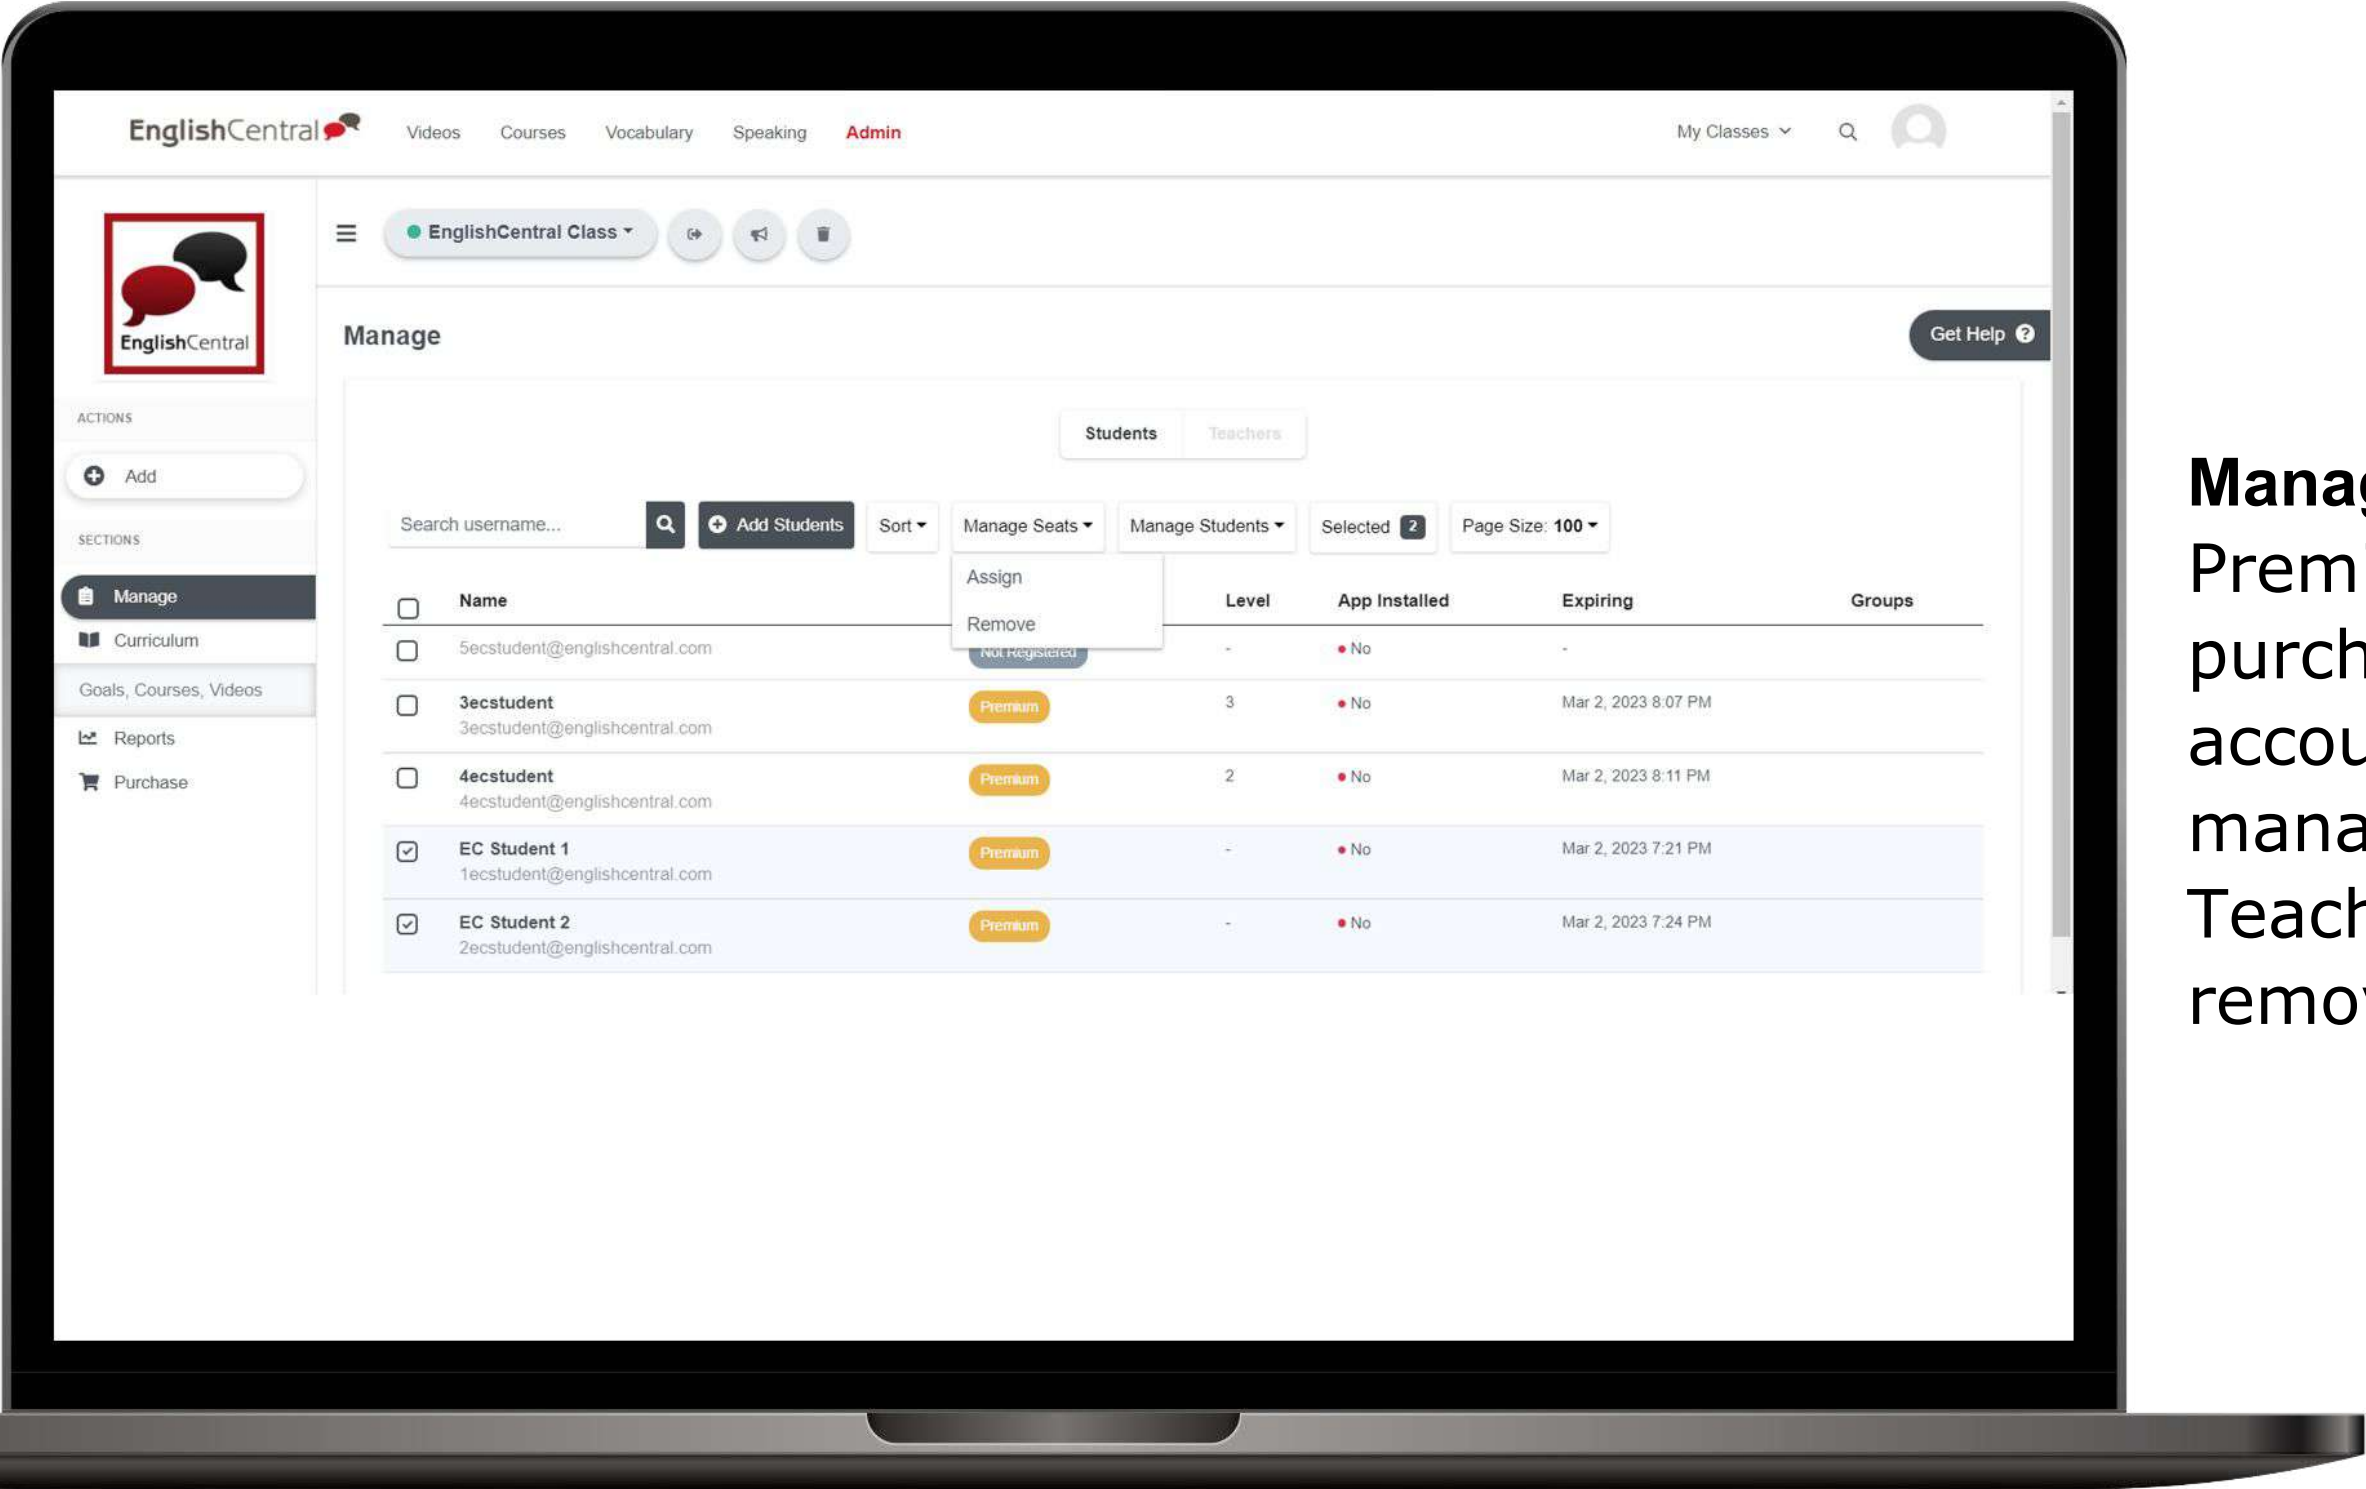 EnglishCentral Videos Courses Vocabulary Speaking Admin My Classes
EnglishCentral Class
EnglishCentral
Manage Get Help
ACTIONS
Students Teachers
Add
Search username... Add Students Sort Manage Seats Manage Students Selected 2 Page Size: 100
SECTIONS
Assign
Remove
Manage
Curriculum
Goals, Courses, Videos
Reports
Purchase
Name Level App Installed Expiring Groups
5ecstudent@englishcentral.com Not Registered - No -
3ecstudent Premium 3 No Mar 2, 2023 8:07 PM
3ecstudent@englishcentral.com
4ecstudent Premium 2 No Mar 2, 2023 8:11 PM
4ecstudent@englishcentral.com
EC Student 1 Premium - No Mar 2, 2023 7:21 PM
1ecstudent@englishcentral.com
EC Student 2 Premium - No Mar 2, 2023 7:24 PM
2ecstudent@englishcentral.com